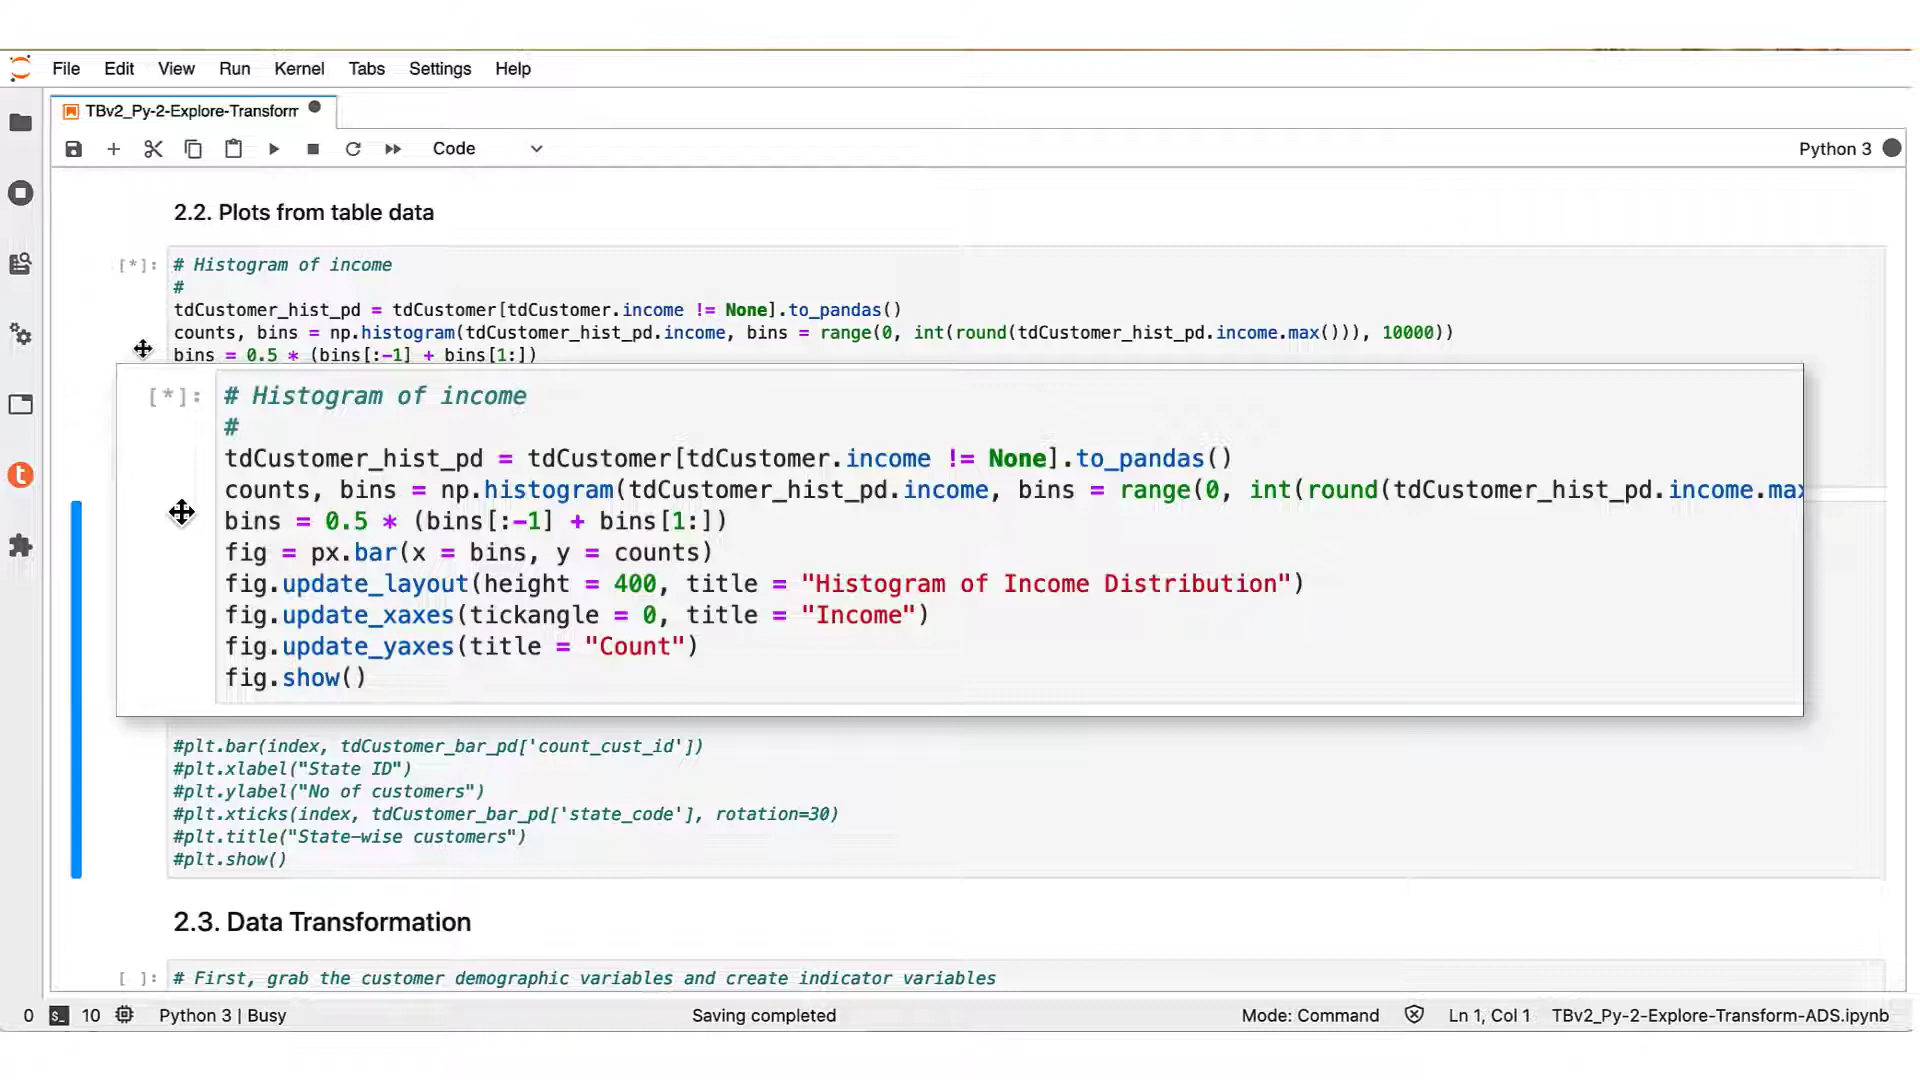 File Edit View Run Kernel Tabs Settings Help
TBv2_Py-2-Explore-Transform
Code
Python 3
2.2. Plots from table data
[*]:
# Histogram of income
#
tdCustomer_hist_pd = tdCustomer[tdCustomer.income != None].to_pandas()
counts, bins = np.histogram(tdCustomer_hist_pd.income, bins = range(0, int(round(tdCustomer_hist_pd.income.max())), 10000))
bins = 0.5 * (bins[:-1] + bins[1:])
[*]:
# Histogram of income
#
tdCustomer_hist_pd = tdCustomer[tdCustomer.income != None].to_pandas()
counts, bins = np.histogram(tdCustomer_hist_pd.income, bins = range(0, int(round(tdCustomer_hist_pd.income.max
bins = 0.5 * (bins[:-1] + bins[1:])
fig = px.bar(x = bins, y = counts)
fig.update_layout(height = 400, title = "Histogram of Income Distribution")
fig.update_xaxes(tickangle = 0, title = "Income")
fig.update_yaxes(title = "Count")
fig.show()
#plt.bar(index, tdCustomer_bar_pd['count_cust_id'])
#plt.xlabel("State ID")
#plt.ylabel("No of customers")
#plt.xticks(index, tdCustomer_bar_pd['state_code'], rotation=30)
#plt.title("State-wise customers")
#plt.show()
2.3. Data Transformation
[ ]:
# First, grab the customer demographic variables and create indicator variables
0 $_ 10 Python 3 | Busy Saving completed Mode: Command Ln 1, Col 1 TBv2_Py-2-Explore-Transform-ADS.ipynb